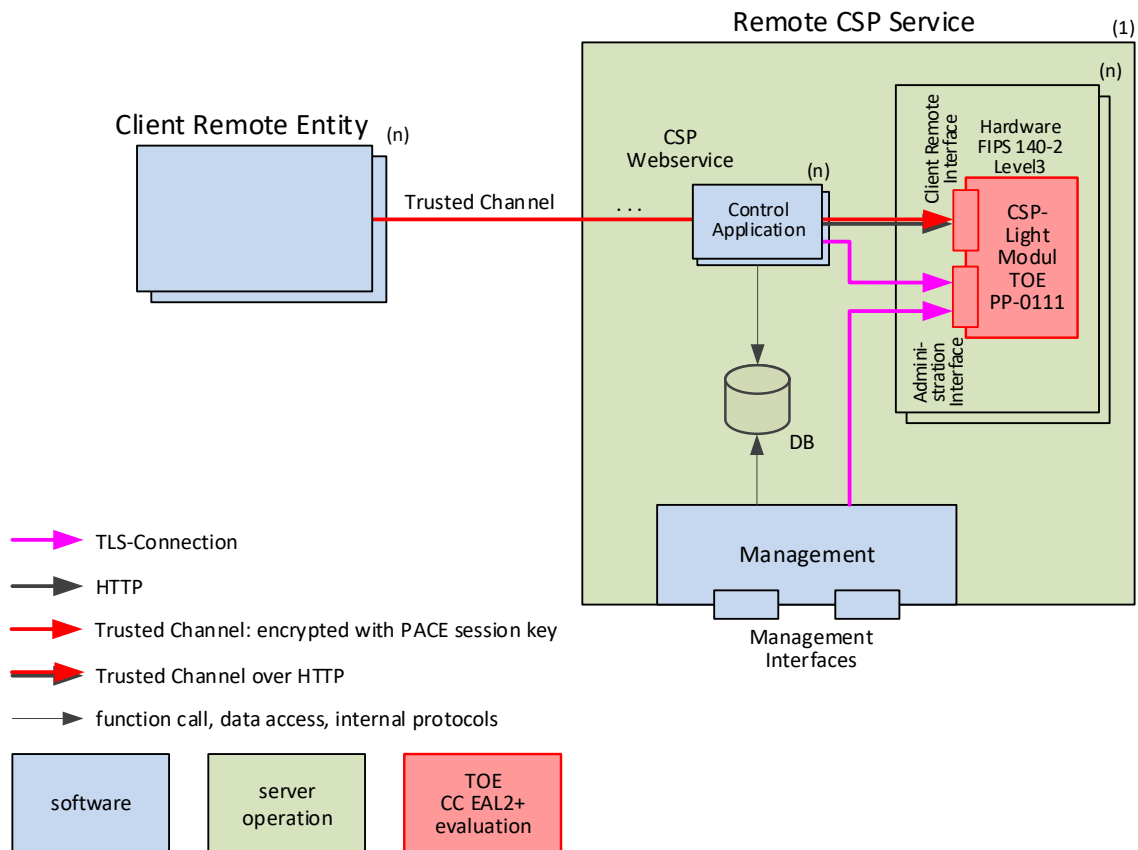 Remote CSP Service
(1)
(n)
Client Remote Entity
(n)
CSP
Webservice
(n)
Client Remote
Interface
Hardware
FIPS 140-2
Level3
Trusted Channel
. . .
Control
Application
CSP-
Light
Modul
TOE
PP-0111
Admini-
stration
Interface
DB
Management
Management
Interfaces
TLS-Connection
HTTP
Trusted Channel: encrypted with PACE session key
Trusted Channel over HTTP
function call, data access, internal protocols
software
server
operation
TOE
CC EAL2+
evaluation